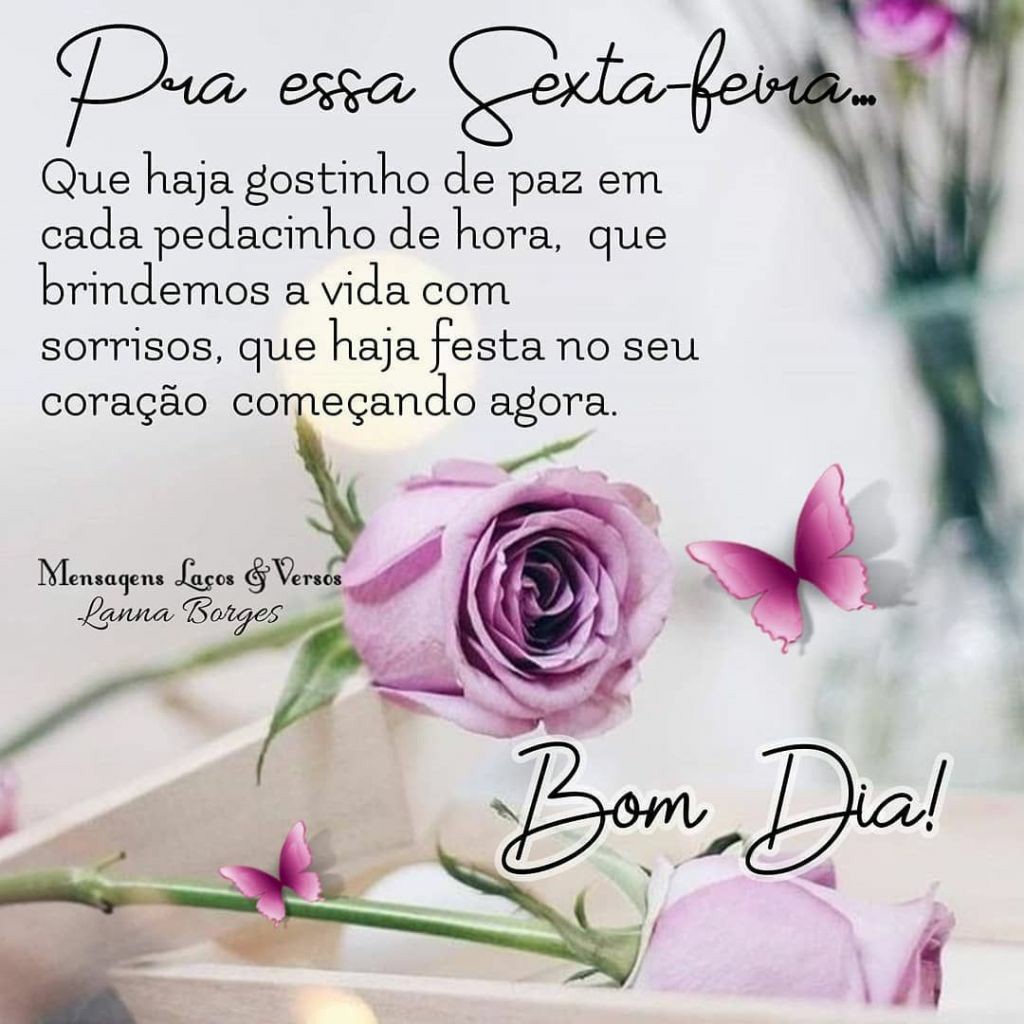 Pra essa Sexta-feira...
Que haja gostinho de paz em
cada pedacinho de hora, que
brindemos a vida com
sorrisos, que haja festa no seu
coração começando agora.
Mensagens Laços & Versos
Lanna Borges
Bom Dia!